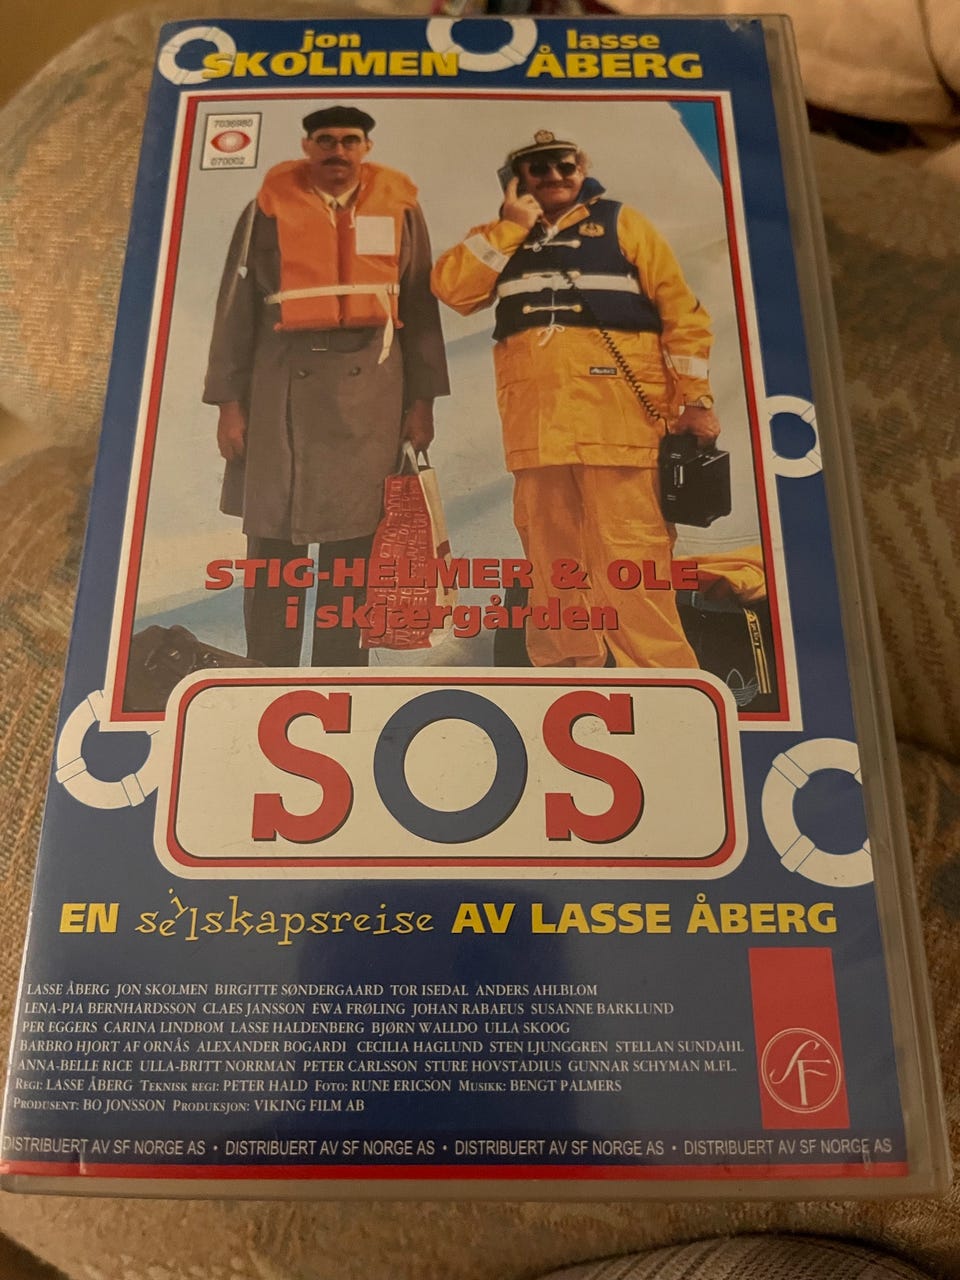 jon
SKOLMEN
lasse
ÅBERG
7036980
070002
STIG-HELMER & OLE
i skjærgården
SOS
EN seilskapsreise AV LASSE ÅBERG
LASSE ÅBERG JON SKOLMEN BIRGITTE SØNDERGAARD TOR ISEDAL ANDERS AHLBLOM
LENA-PIA BERNHARDSSON CLAES JANSSON EWA FRØLING JOHAN RABAEUS SUSANNE BARKLUND
PER EGGERS CARINA LINDBOM LASSE HALDENBERG BJØRN WALLDO ULLA SKOOG
BARBRO HJORT AF ORNÅS ALEXANDER BOGARDI CECILIA HAGLUND STEN LJUNGGREN STELLAN SUNDAHL
ANNA-BELLE RICE ULLA-BRITT NORRMAN PETER CARLSSON STURE HOVSTADIUS GUNNAR SCHYMAN M.FL.
REGI: LASSE ÅBERG TEKNISK REGI: PETER HALD FOTO: RUNE ERICSON MUSIKK: BENGT PALMERS
PRODUSENT: BO JONSSON PRODUKSJON: VIKING FILM AB
SF
DISTRIBUERT AV SF NORGE AS • DISTRIBUERT AV SF NORGE AS • DISTRIBUERT AV SF NORGE AS • DISTRIBUERT AV SF NORGE AS